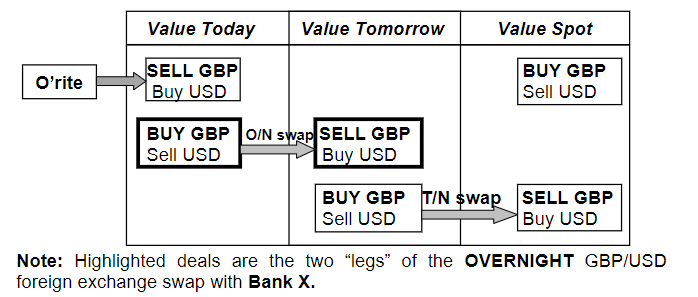 Value Today Value Tomorrow Value Spot
O'rite
SELL GBP
Buy USD
BUY GBP
Sell USD
BUY GBP
Sell USD
O/N swap
SELL GBP
Buy USD
BUY GBP
Sell USD
T/N swap
SELL GBP
Buy USD
Note: Highlighted deals are the two “legs” of the OVERNIGHT GBP/USD
foreign exchange swap with Bank X.